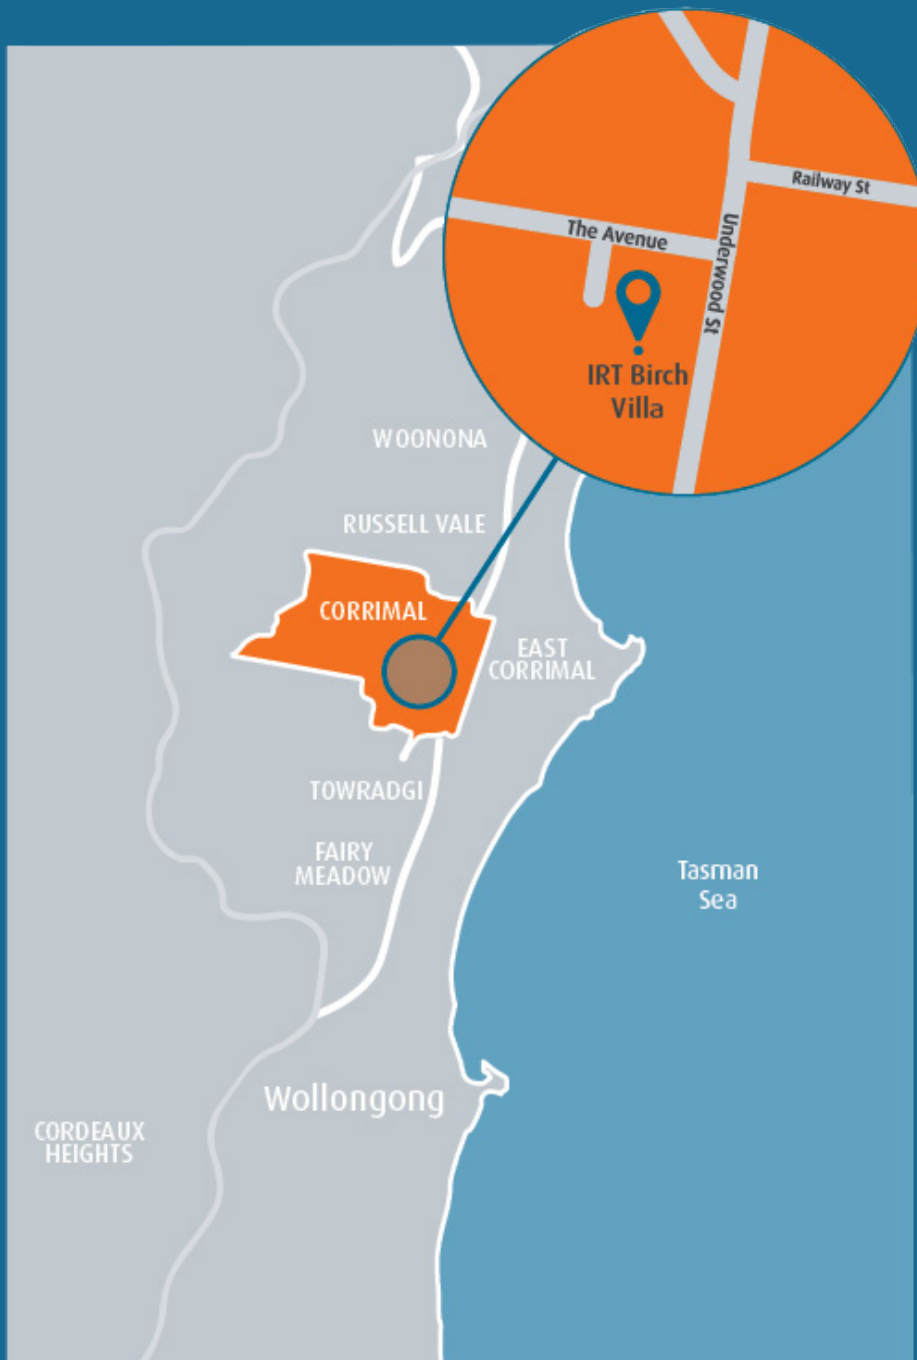 Railway St
The Avenue
Underwood St
IRT Birch
Villa
WOONONA
RUSSELL VALE
CORRIMAL
EAST
CORRIMAL
TOWRADGI
FAIRY
MEADOW
Tasman
Sea
Wollongong
CORDEAUX
HEIGHTS